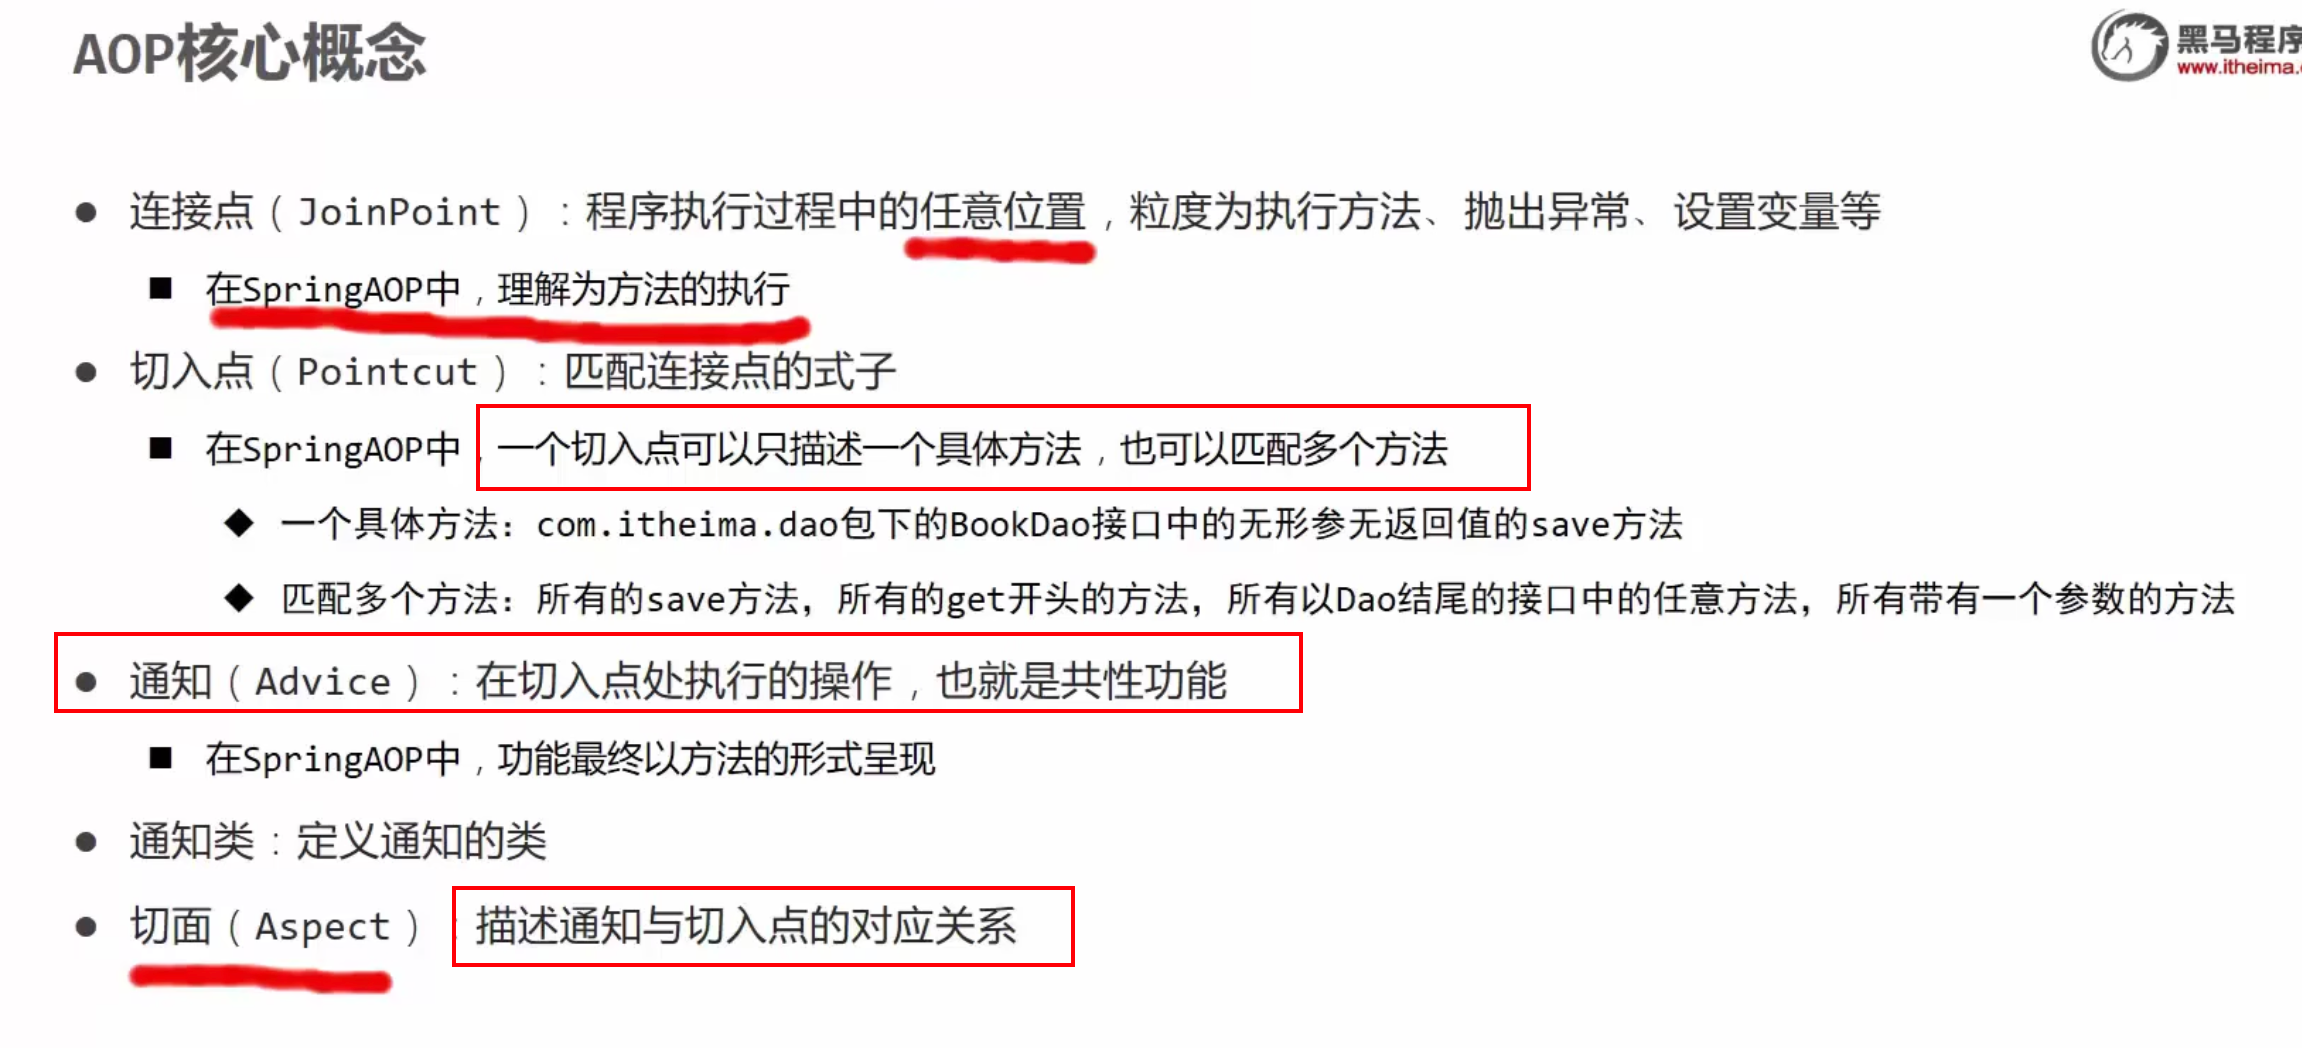 AOP核心概念
黑马程序
www.itheima.
连接点（JoinPoint）：程序执行过程中的任意位置，粒度为执行方法、抛出异常、设置变量等
在SpringAOP中，理解为方法的执行
切入点（Pointcut）：匹配连接点的式子
在SpringAOP中，一个切入点可以只描述一个具体方法，也可以匹配多个方法
一个具体方法：com.itheima.dao包下的BookDao接口中的无形参无返回值的save方法
匹配多个方法：所有的save方法，所有的get开头的方法，所有以Dao结尾的接口中的任意方法，所有带有一个参数的方法
通知（Advice）：在切入点处执行的操作，也就是共性功能
在SpringAOP中，功能最终以方法的形式呈现
通知类：定义通知的类
切面（Aspect）：描述通知与切入点的对应关系